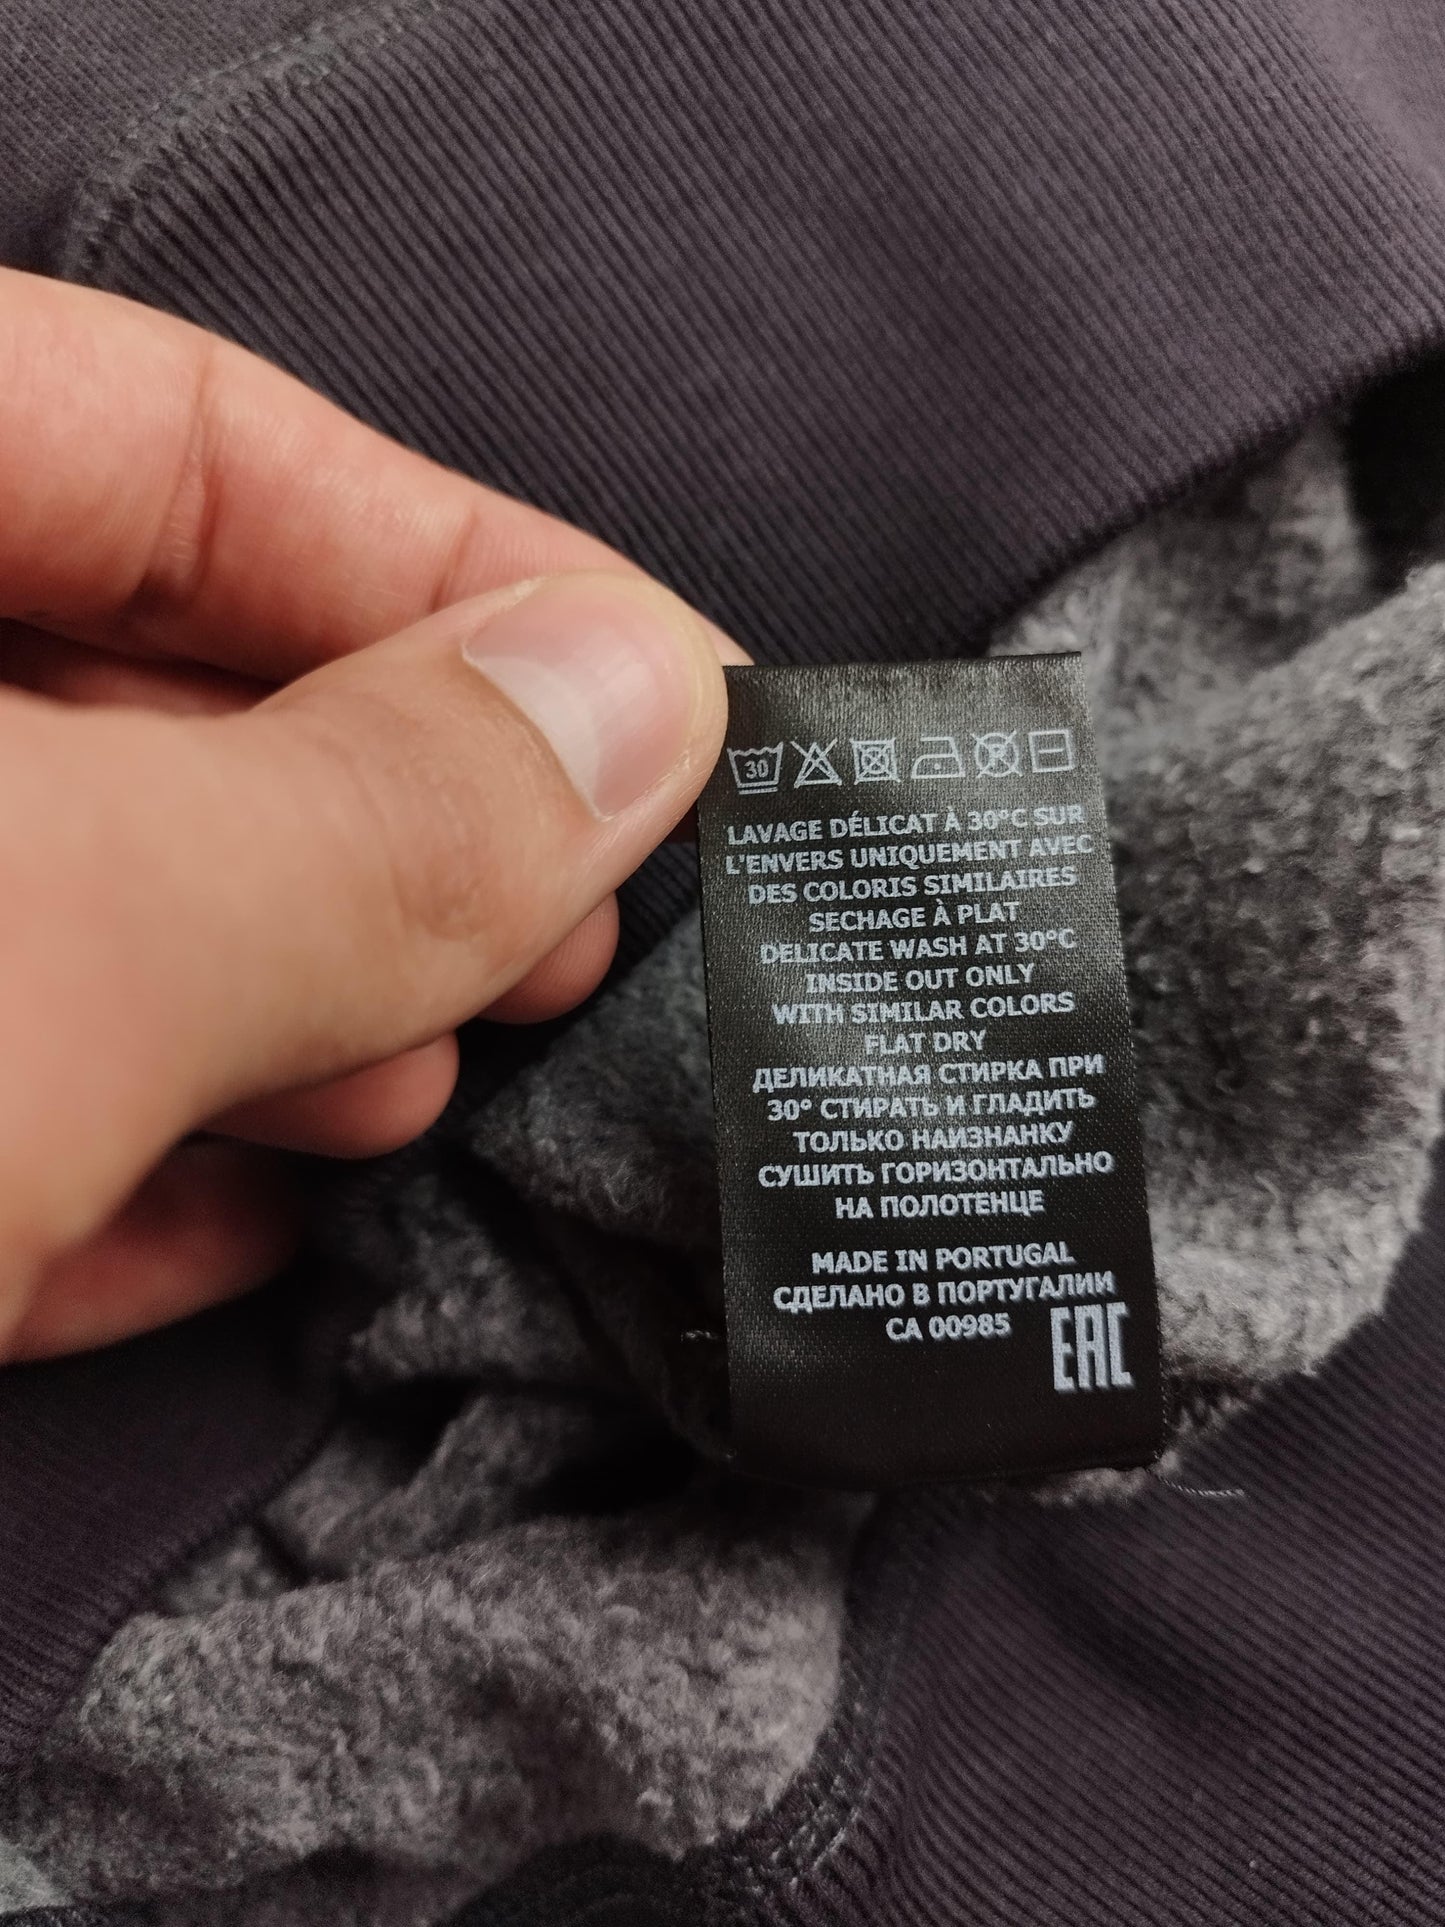 30 P
LAVAGE DÉLICAT À 30°C SUR
L'ENVERS UNIQUEMENT AVEC
DES COLORIS SIMILAIRES
SECHAGE À PLAT
DELICATE WASH AT 30°C
INSIDE OUT ONLY
WITH SIMILAR COLORS
FLAT DRY
ДЕЛИКАТНАЯ СТИРКА ПРИ
30° СТИРАТЬ И ГЛАДИТЬ
ТОЛЬКО НАИЗНАНКУ
СУШИТЬ ГОРИЗОНТАЛЬНО
НА ПОЛОТЕНЦЕ
MADE IN PORTUGAL
СДЕЛАНО В ПОРТУГАЛИИ
CA 00985
EAC